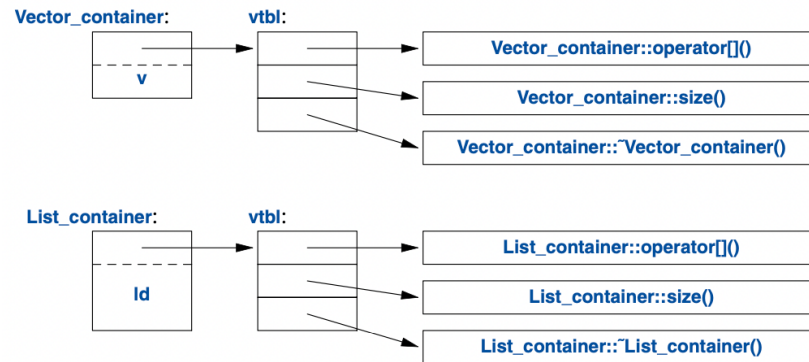 Vector_container: vtbl:
Vector_container::operator[]()
v
Vector_container::size()
Vector_container::˜Vector_container()
List_container: vtbl:
List_container::operator[]()
ld
List_container::size()
List_container::˜List_container()